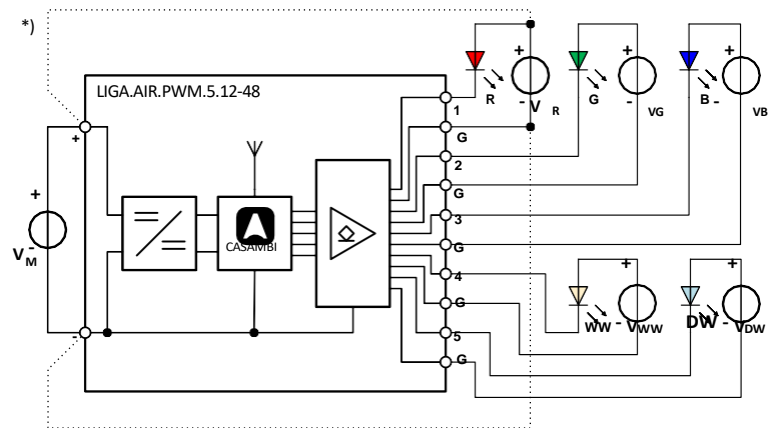 *)
LIGA.AIR.PWM.5.12-48
+
V M
+
-
-
CASAMBI
1
G
2
G
3
G
4
G
5
G
R
+
- V R
G
+
-
VG
B
+
-
VB
WW
+
- VWW
DW
+
- VDW